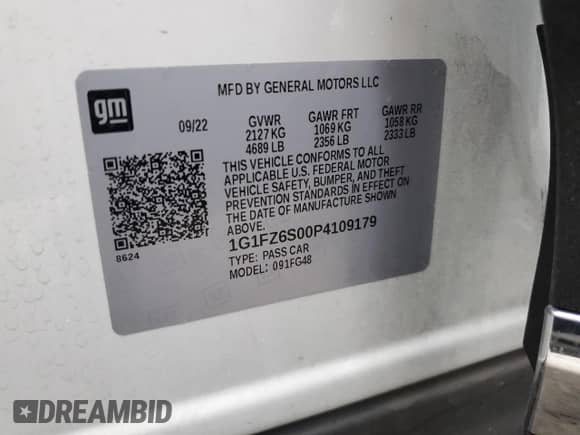 gm
MFD BY GENERAL MOTORS LLC
09/22
GVWR
2127 KG
4689 LB
GAWR FRT
1069 KG
2356 LB
GAWR RR
1058 KG
2333 LB
THIS VEHICLE CONFORMS TO ALL
APPLICABLE U.S. FEDERAL MOTOR
VEHICLE SAFETY, BUMPER, AND THEFT
PREVENTION STANDARDS IN EFFECT ON
THE DATE OF MANUFACTURE SHOWN
ABOVE.
1G1FZ6S00P4109179
TYPE: PASS CAR
MODEL: 091FG48
8624
DREAMBID